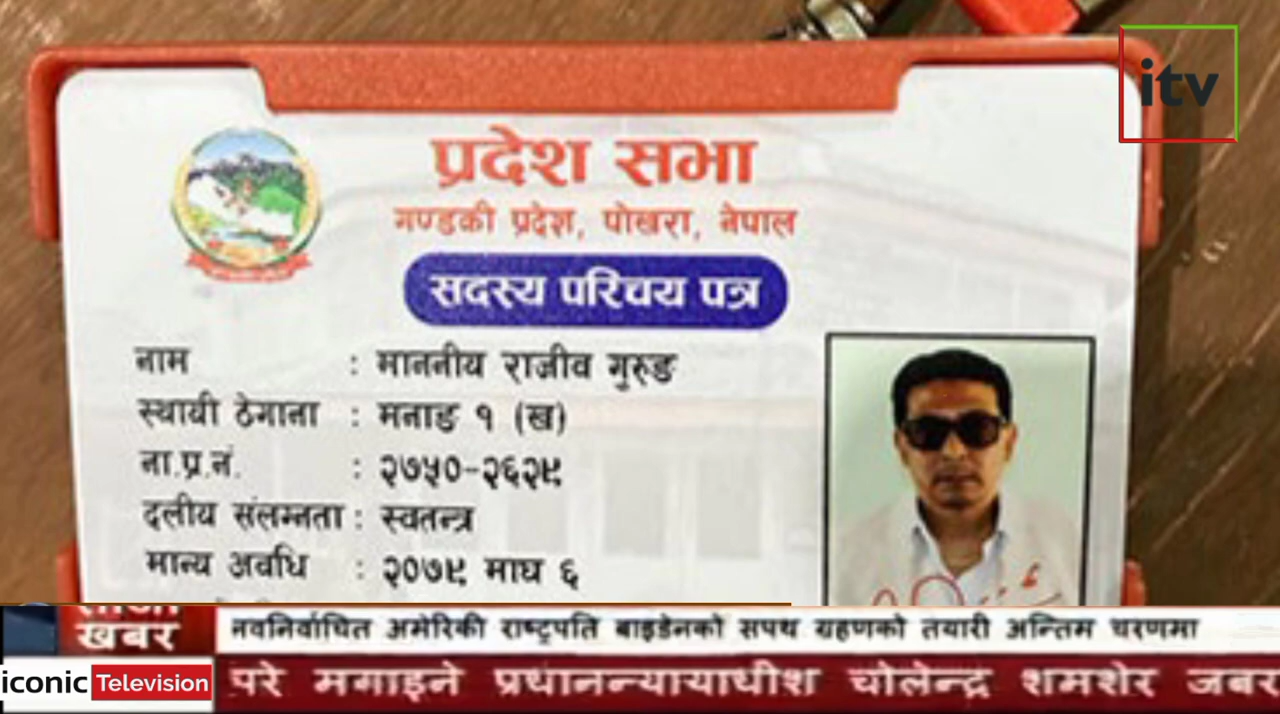 itv
प्रदेश सभा
गण्डकी प्रदेश, पोखरा, नेपाल
सदस्य परिचय पत्र
नाम : माननीय राजीव गुरुङ
स्थायी ठेगाना : मनाङ १ (ख)
ना.प्र.नं. : २७५०-२६२९
दलीय संलग्नता : स्वतन्त्र
मान्य अवधि : २०७९ माघ ६
ताजा खबर
नवनिर्वाचित अमेरिकी राष्ट्रपति बाइडेनको सपथ ग्रहणको तयारी अन्तिम चरणमा
iconic Television
परे मगाइने प्रधानन्यायाधीश चोलेन्द्र शमशेर जबर